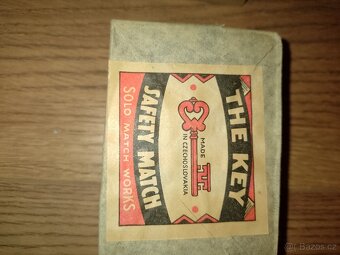 THE KEY
MADE
IN CZECHOSLOVAKIA
SAFETY MATCH
SOLO MATCH WORKS
© Bazos.cz